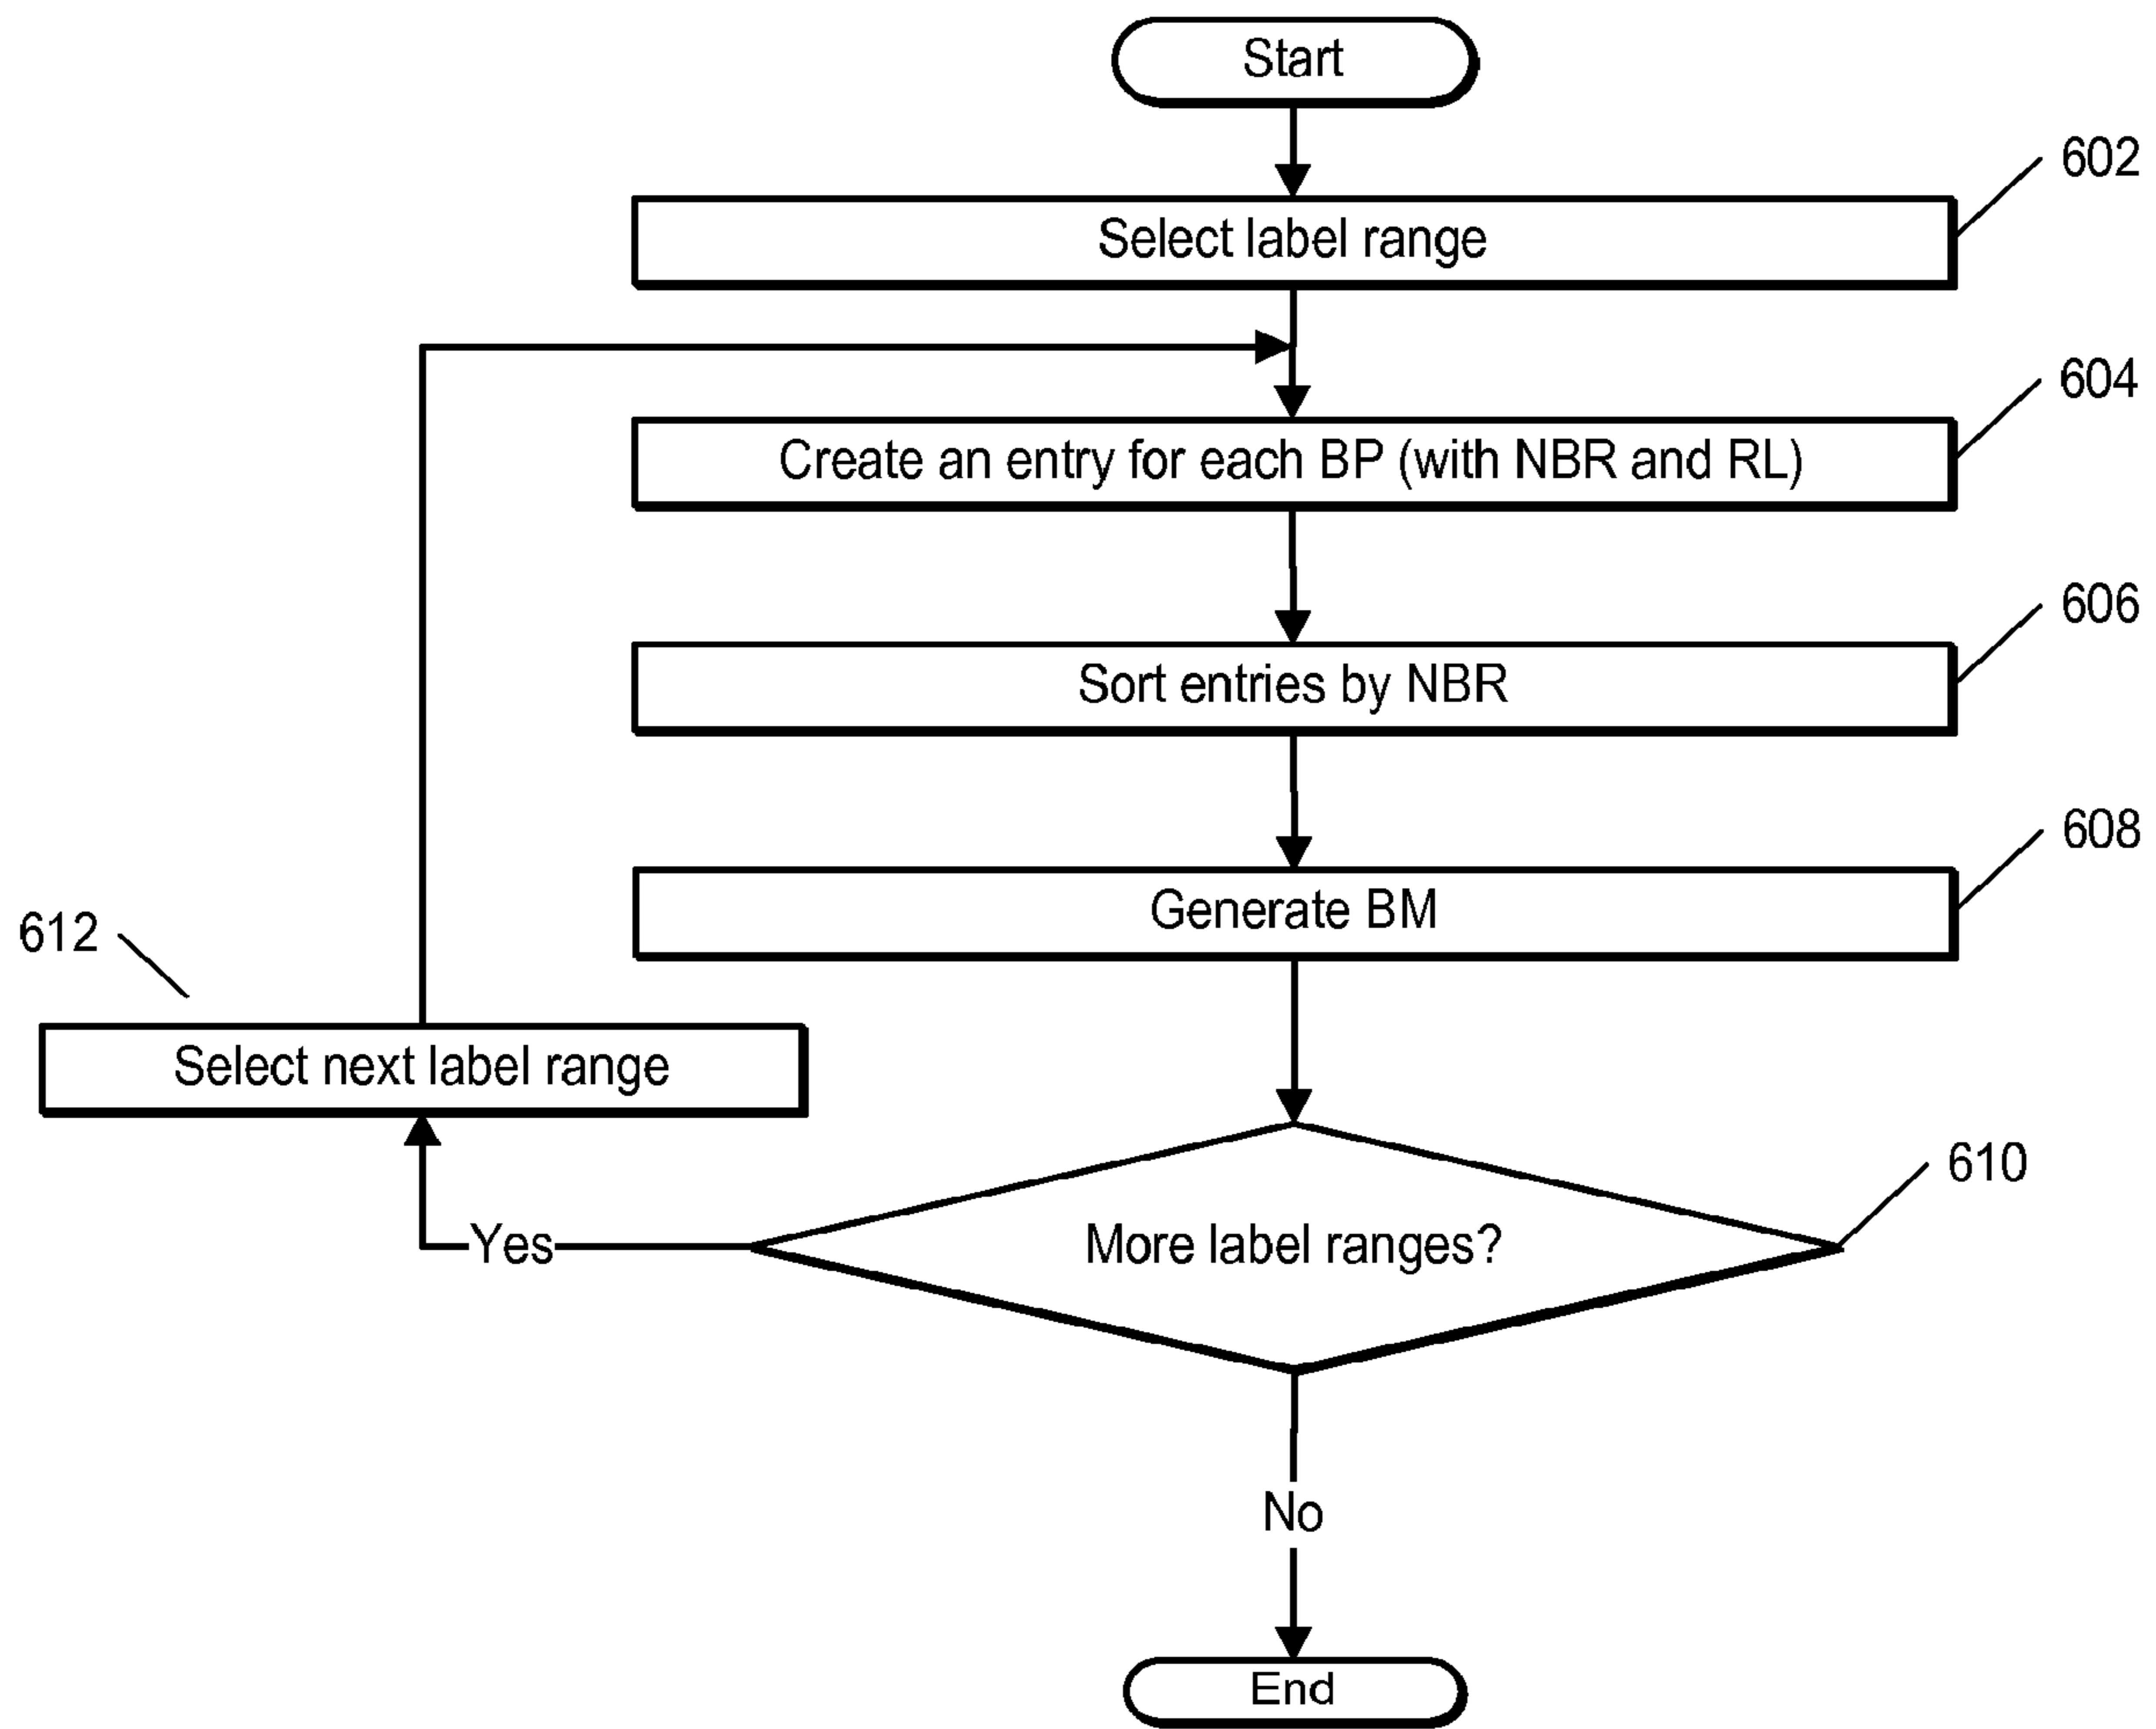 Start
602
Select label range
604
Create an entry for each BP (with NBR and RL)
606
Sort entries by NBR
608
Generate BM
612
Select next label range
610
More label ranges?
Yes
No
End